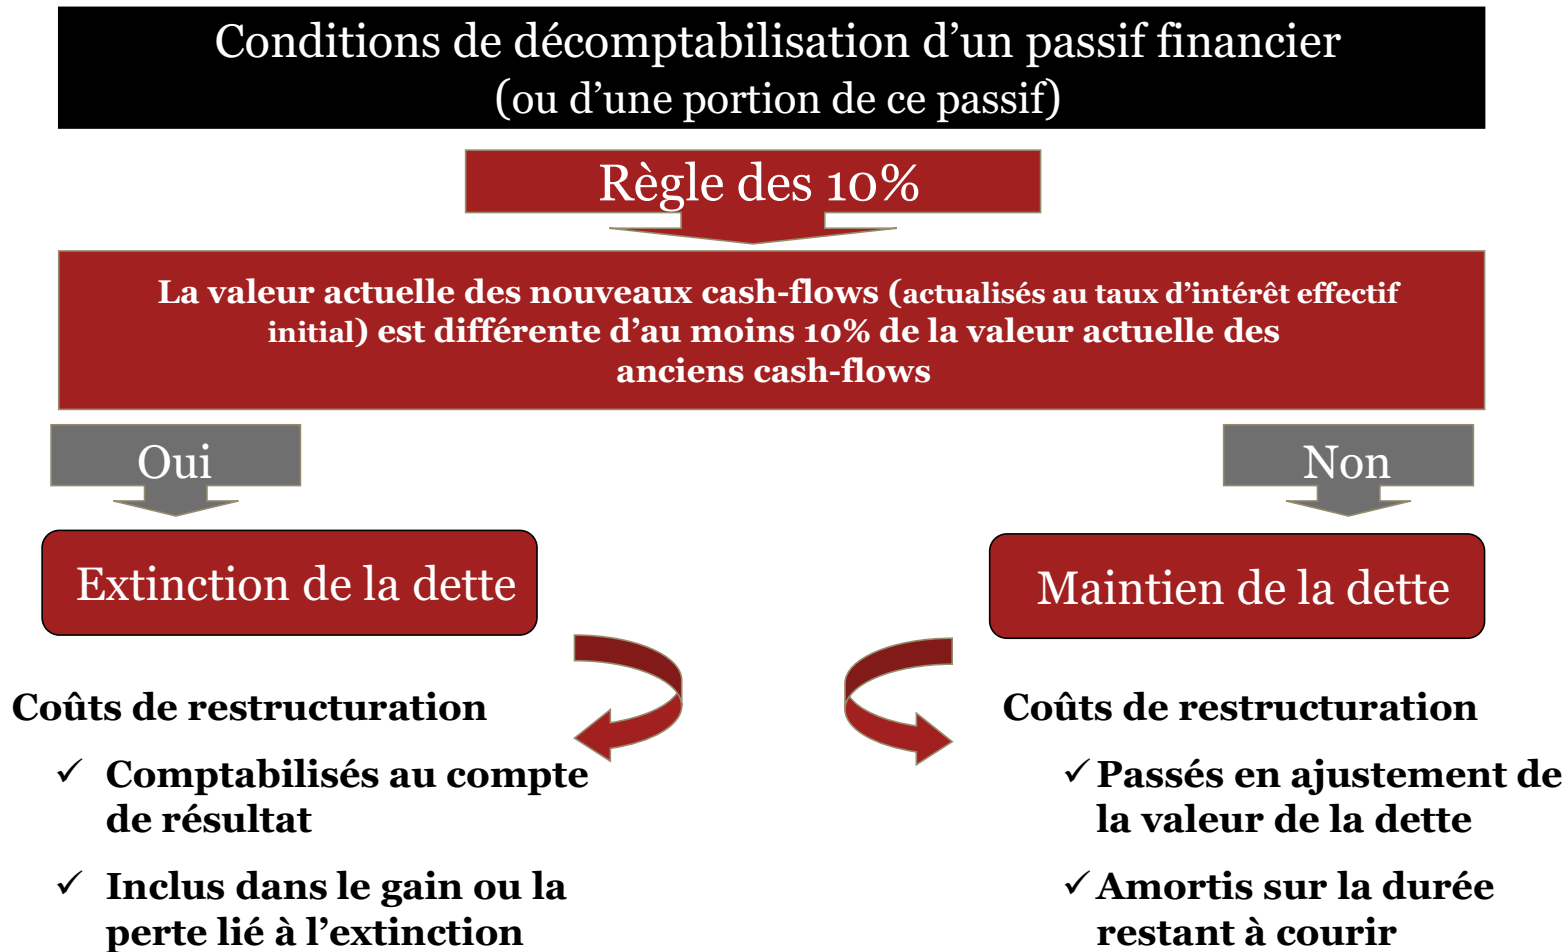 Conditions de décomptabilisation d’un passif financier
(ou d’une portion de ce passif)
Règle des 10%
La valeur actuelle des nouveaux cash-flows (actualisés au taux d’intérêt effectif
initial) est différente d’au moins 10% de la valeur actuelle des
anciens cash-flows
Oui
Non
Extinction de la dette
Maintien de la dette
Coûts de restructuration
✓ Comptabilisés au compte
de résultat
✓ Inclus dans le gain ou la
perte lié à l’extinction
Coûts de restructuration
✓ Passés en ajustement de
la valeur de la dette
✓ Amortis sur la durée
restant à courir